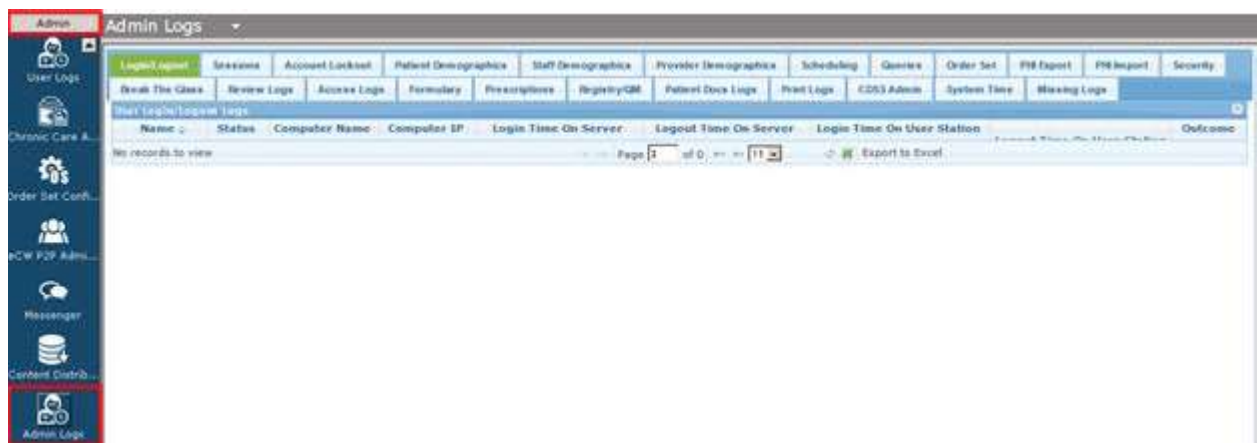 Admin
Admin Logs
User Logs
Chronic Care A...
Order Set Confi...
eCW P2P Admi...
Messenger
Content Distrib...
Admin Logs
Login/Logout Sessions Account Lockout Patient Demographics Staff Demographics Provider Demographics Scheduling Queries Order Set PHI Export PHI Import Security
Break The Glass Review Logs Access Logs Formulary Prescriptions Registry/QM Patient Docs Logs Print Logs CDSS Admin System Time Missing Logs
User Login/Logout Logs
Name Status Computer Name Computer IP Login Time On Server Logout Time On Server Login Time On User Station Outcome
No records to view Page of 0 Export to Excel